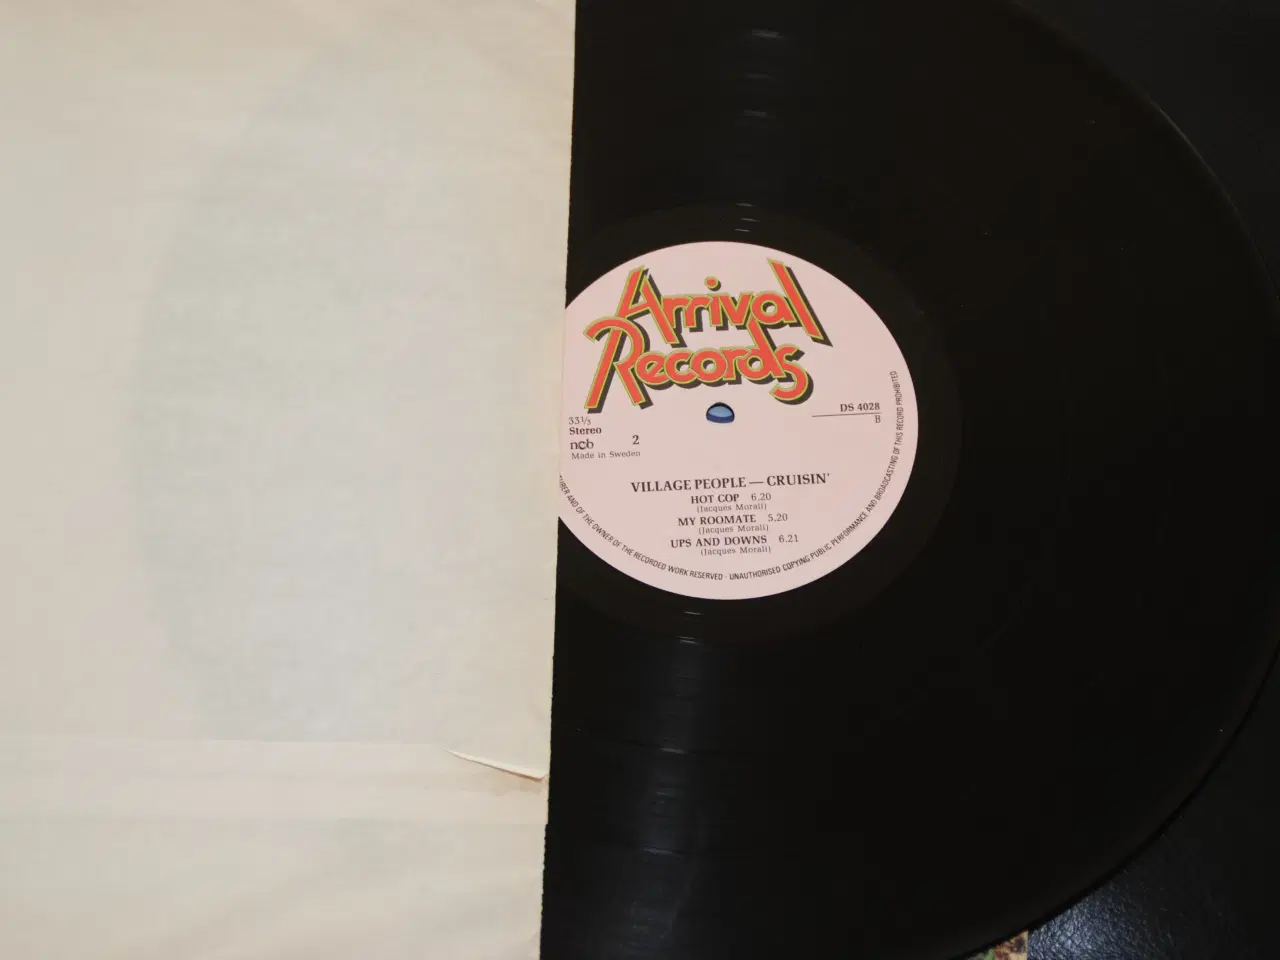 Arrival
Records
33⅓
Stereo
ncb 2
Made in Sweden
DS 4028
B
VILLAGE PEOPLE — CRUISIN'
HOT COP 6.20
(Jacques Morali)
MY ROOMATE 5.20
(Jacques Morali)
UPS AND DOWNS 6.21
(Jacques Morali)
AND OF THE OWNER OF THE RECORDED WORK RESERVED · UNAUTHORISED COPYING PUBLIC PERFORMANCE AND BROADCASTING OF THIS RECORD PROHIBITED